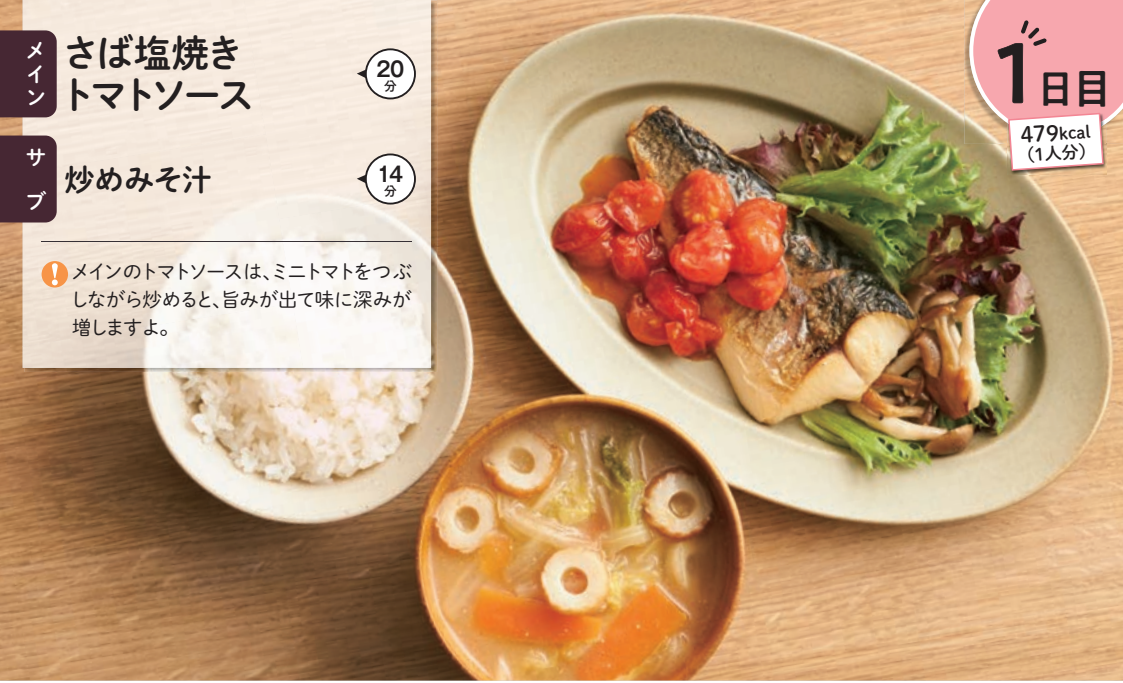 メイン
さば塩焼き
トマトソース
20
分
サブ
炒めみそ汁
14
分
!
メインのトマトソースは、ミニトマトをつぶ
しながら炒めると、旨みが出て味に深みが
増しますよ。
1日目
479kcal
(1人分)